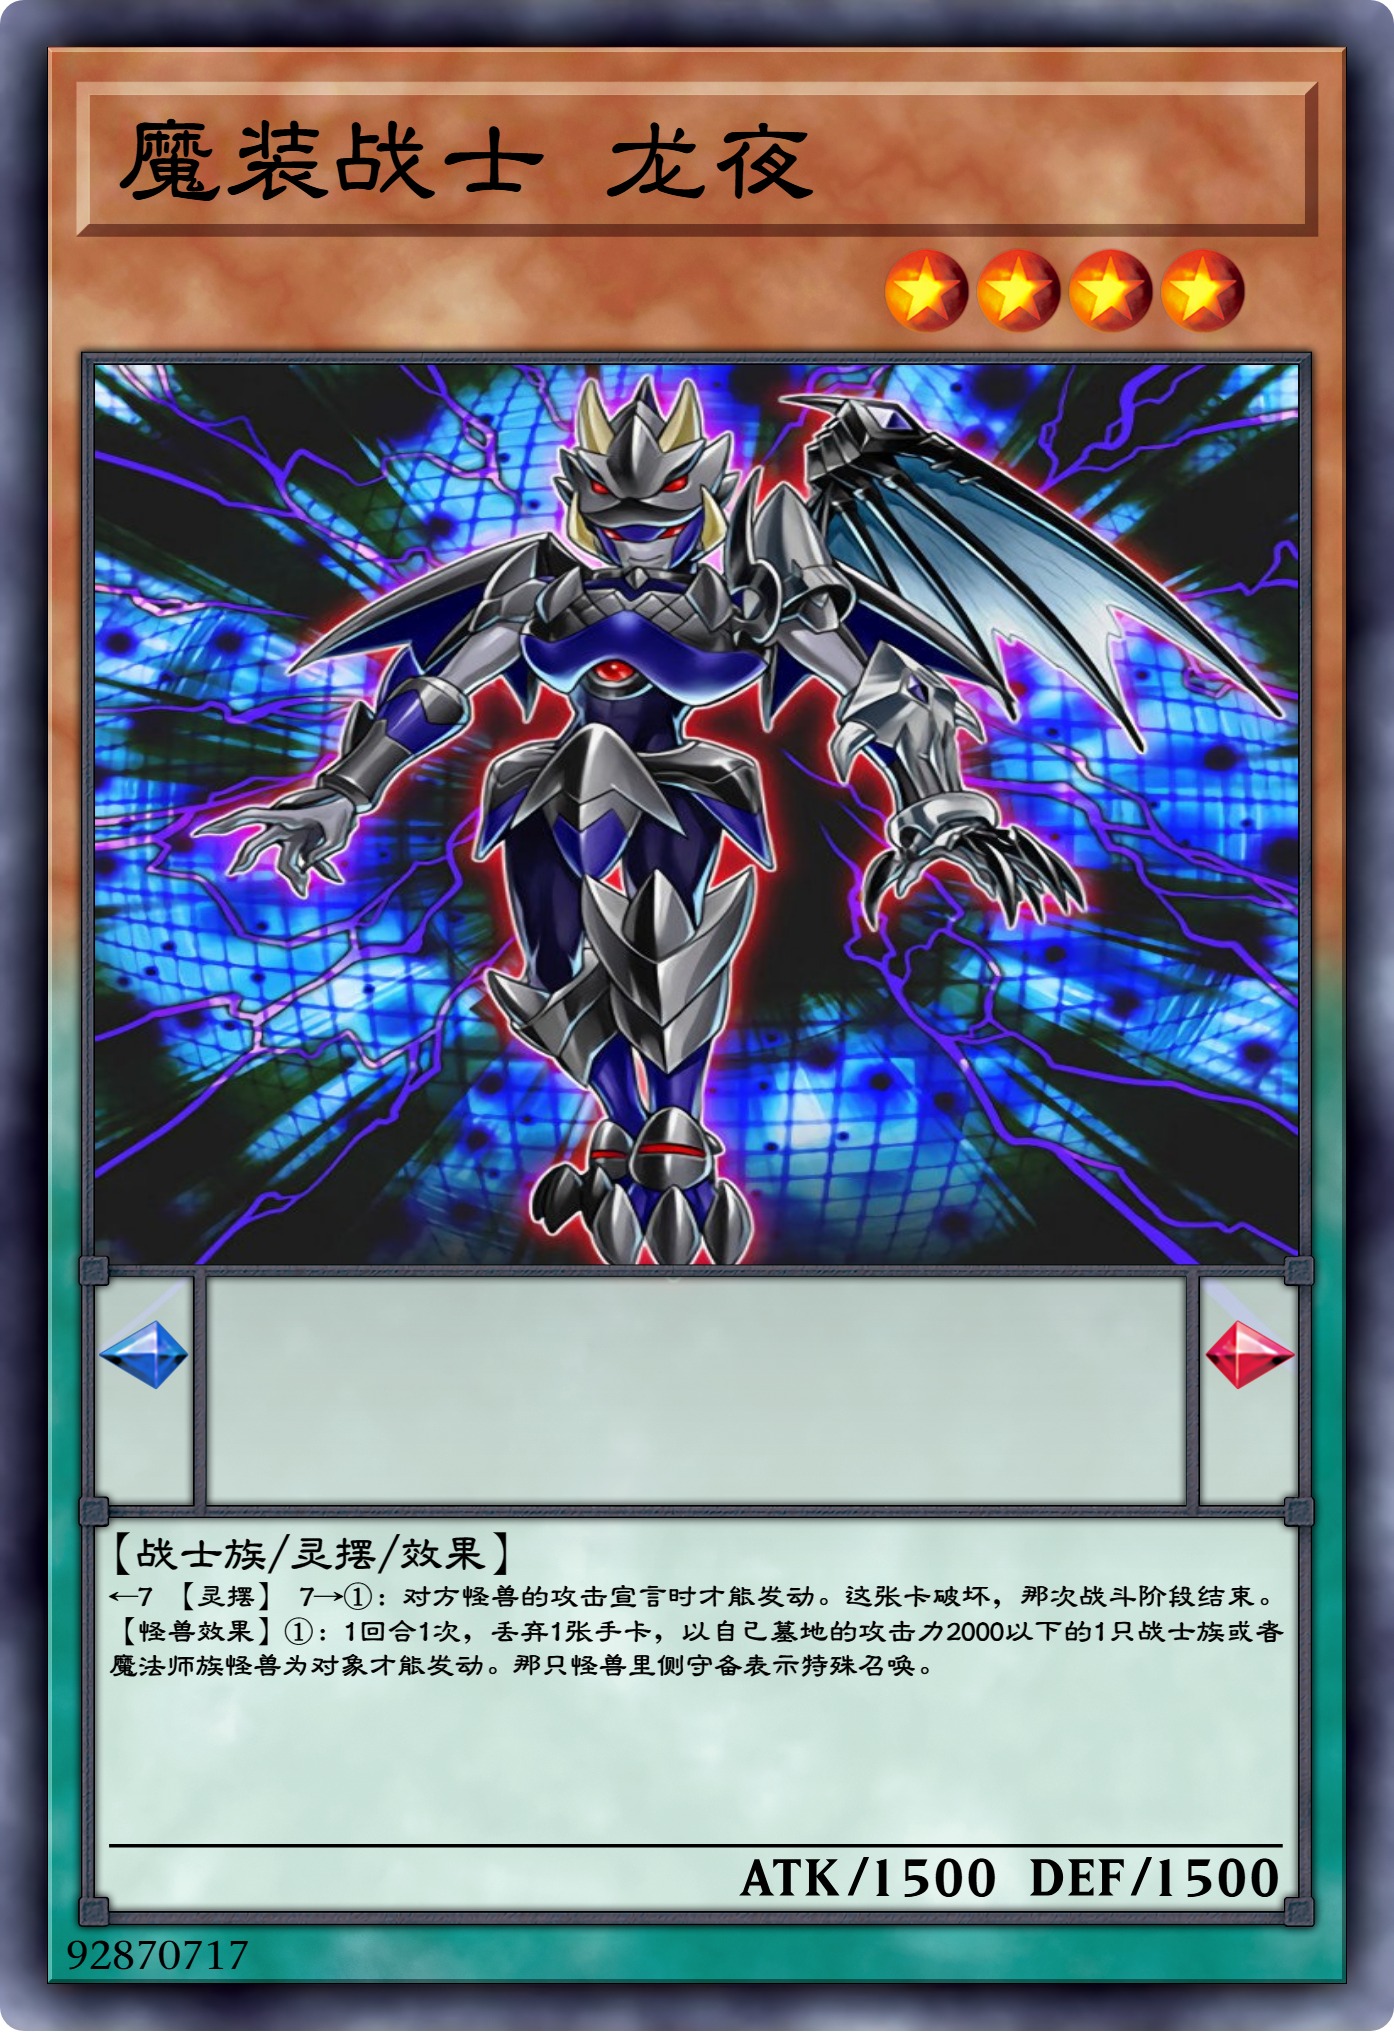 魔装战士 龙夜
【战士族/灵摆/效果】
←7 【灵摆】 7→①：对方怪兽的攻击宣言时才能发动。这张卡破坏，那次战斗阶段结束。
【怪兽效果】①：1回合1次，丢弃1张手卡，以自己墓地的攻击力2000以下的1只战士族或者
魔法师族怪兽为对象才能发动。那只怪兽里侧守备表示特殊召唤。
ATK/1500 DEF/1500
92870717